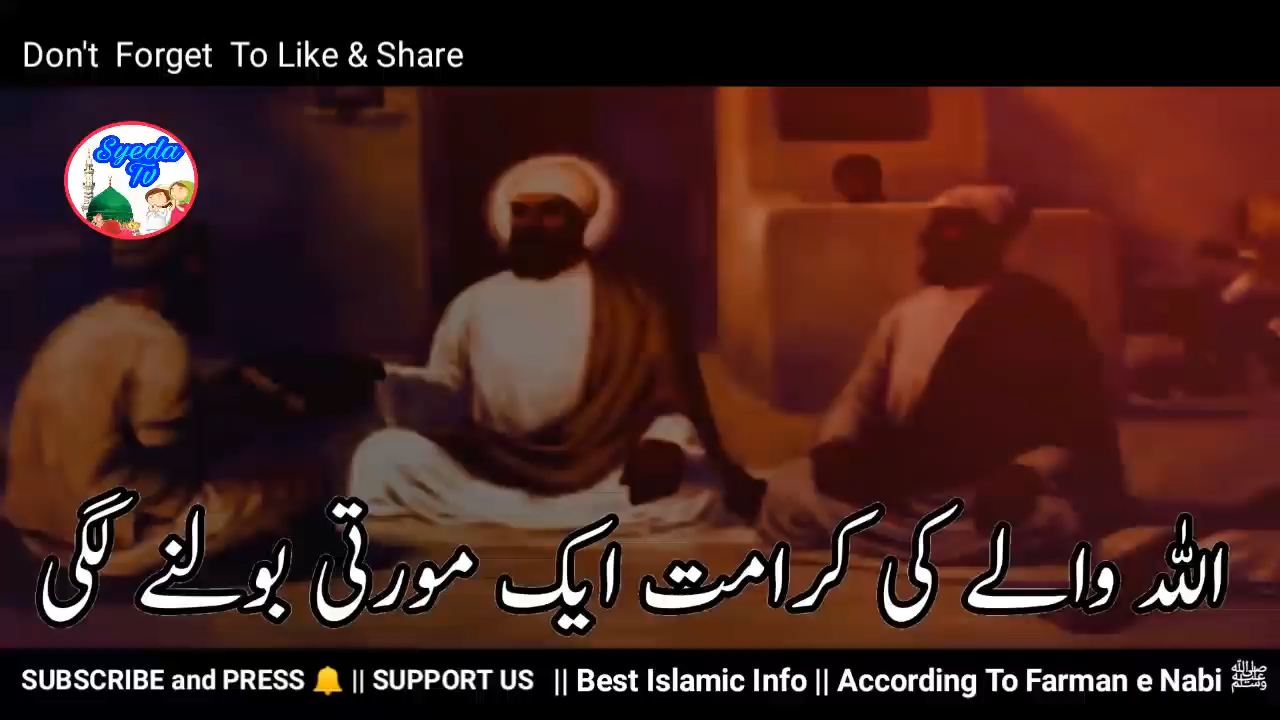 Don't Forget To Like & Share
Syeda
Tv
اللہ والے کی کرامت ایک مورتی بولنے لگی
SUBSCRIBE and PRESS 🔔 || SUPPORT US || Best Islamic Info || According To Farman e Nabi ﷺ